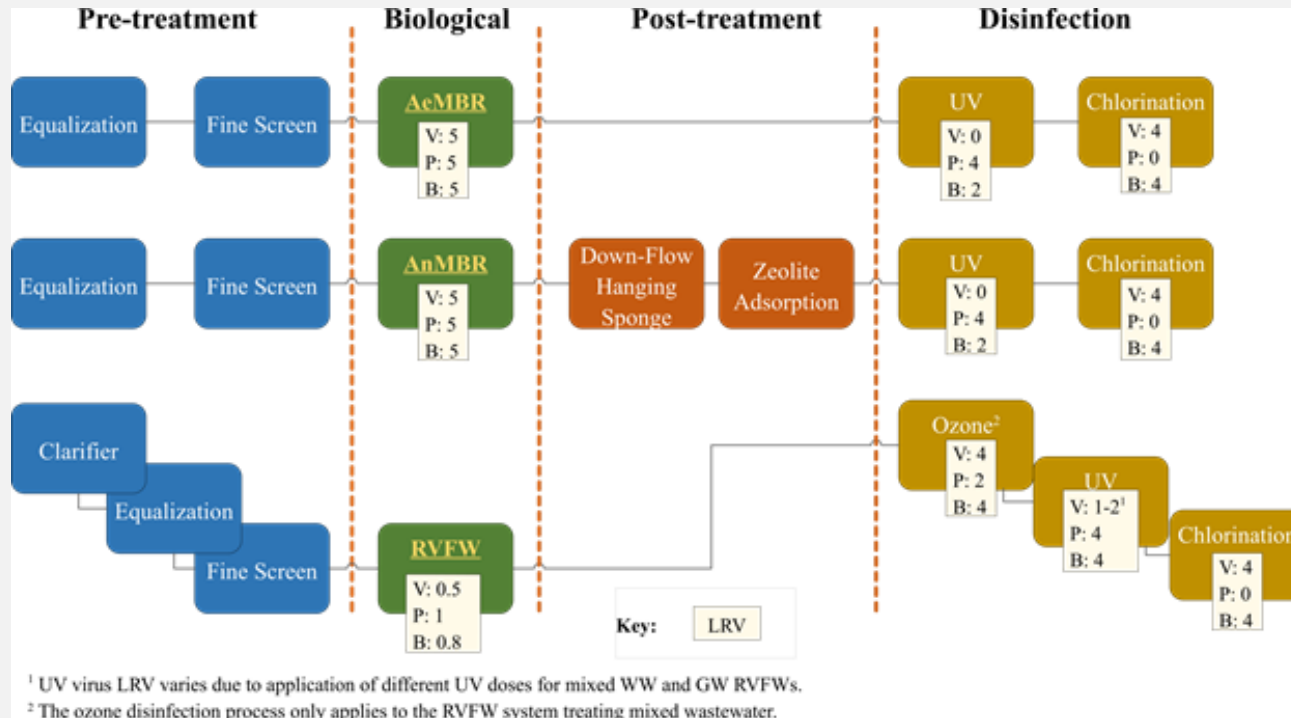 Pre-treatment
Biological
Post-treatment
Disinfection
Equalization
Fine Screen
AeMBR
V: 5
P: 5
B: 5
UV
V: 0
P: 4
B: 2
Chlorination
V: 4
P: 0
B: 4
Equalization
Fine Screen
AnMBR
V: 5
P: 5
B: 5
Down-Flow
Hanging
Sponge
Zeolite
Adsorption
UV
V: 0
P: 4
B: 2
Chlorination
V: 4
P: 0
B: 4
Clarifier
Equalization
Fine Screen
RVFW
V: 0.5
P: 1
B: 0.8
Ozone²
V: 4
P: 2
B: 4
UV
V: 1-2¹
P: 4
B: 4
Chlorination
V: 4
P: 0
B: 4
Key:
LRV
¹ UV virus LRV varies due to application of different UV doses for mixed WW and GW RVFWs.
² The ozone disinfection process only applies to the RVFW system treating mixed wastewater.